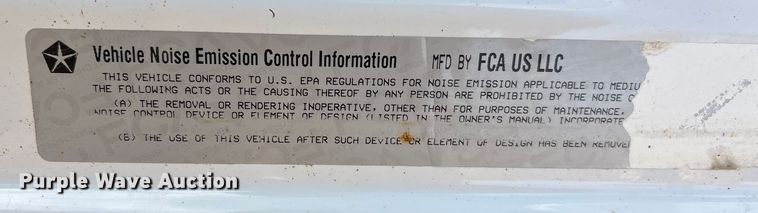 Vehicle Noise Emission Control Information MFD BY FCA US LLC
THIS VEHICLE CONFORMS TO U.S. EPA REGULATIONS FOR NOISE EMISSION APPLICABLE TO MEDIU
THE FOLLOWING ACTS OR THE CAUSING THEREOF BY ANY PERSON ARE PROHIBITED BY THE NOISE C
(A) THE REMOVAL OR RENDERING INOPERATIVE, OTHER THAN FOR PURPOSES OF MAINTENANCE,
NOISE CONTROL DEVICE OR ELEMENT OF DESIGN (LISTED IN THE OWNER'S MANUAL) INCORPORATE
(B) THE USE OF THIS VEHICLE AFTER SUCH DEVICE OR ELEMENT OF DESIGN HAS BEEN REMOVE
Purple Wave Auction